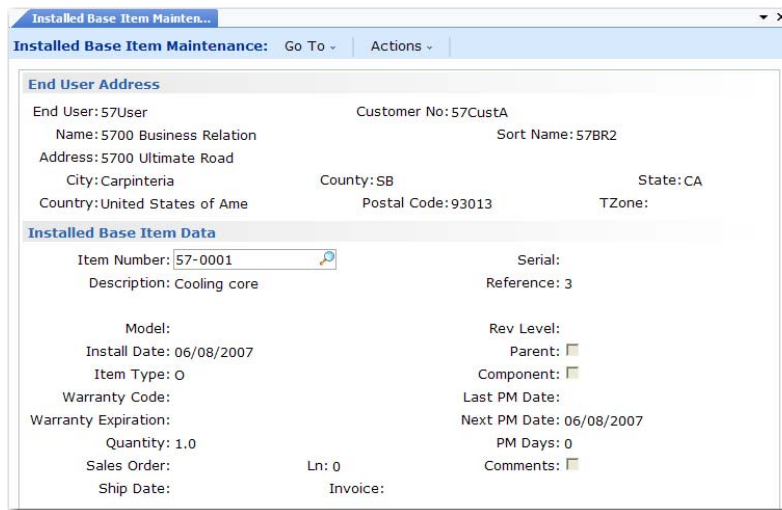 Installed Base Item Mainten...
Installed Base Item Maintenance: Go To Actions
End User Address
End User: 57User Customer No: 57CustA
Name: 5700 Business Relation Sort Name: 57BR2
Address: 5700 Ultimate Road
City: Carpinteria County: SB State: CA
Country: United States of Ame Postal Code: 93013 TZone:
Installed Base Item Data
Item Number: 57-0001 Serial:
Description: Cooling core Reference: 3
Model: Rev Level:
Install Date: 06/08/2007 Parent:
Item Type: O Component:
Warranty Code: Last PM Date:
Warranty Expiration: Next PM Date: 06/08/2007
Quantity: 1.0 PM Days: 0
Sales Order: Ln: 0 Comments:
Ship Date: Invoice: